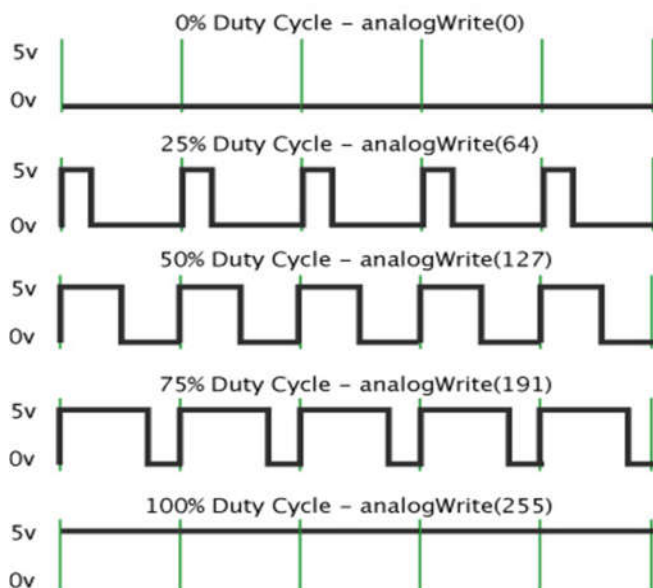 0% Duty Cycle – analogWrite(0)
5v
0v
25% Duty Cycle – analogWrite(64)
5v
0v
50% Duty Cycle – analogWrite(127)
5v
0v
75% Duty Cycle – analogWrite(191)
5v
0v
100% Duty Cycle – analogWrite(255)
5v
0v